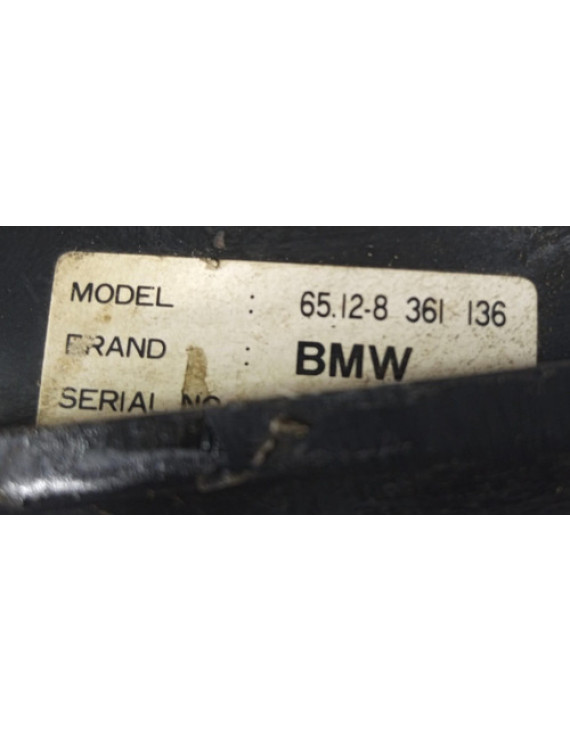 MODEL : 65.12-8 361 136
BRAND : BMW
SERIAL NO